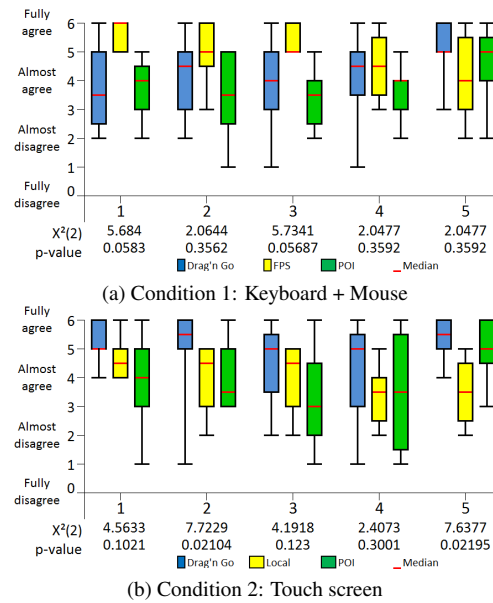 Fully
agree
Almost
agree
Almost
disagree
Fully
disagree
6
5
4
3
2
1
0
1 2 3 4 5
X²(2) 5.684 2.0644 5.7341 2.0477 2.0477
p-value 0.0583 0.3562 0.05687 0.3592 0.3592
Drag'n Go FPS POI Median
(a) Condition 1: Keyboard + Mouse
Fully
agree
Almost
agree
Almost
disagree
Fully
disagree
6
5
4
3
2
1
0
1 2 3 4 5
X²(2) 4.5633 7.7229 4.1918 2.4073 7.6377
p-value 0.1021 0.02104 0.123 0.3001 0.02195
Drag'n Go Local POI Median
(b) Condition 2: Touch screen